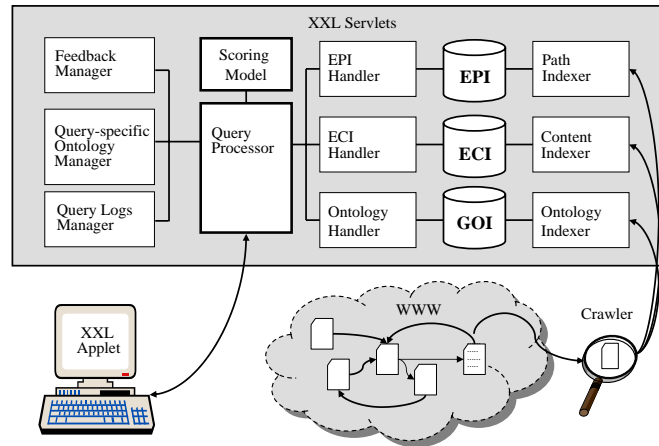 XXL Servlets
Feedback
Manager
Scoring
Model
EPI
Handler
EPI
Path
Indexer
Query-specific
Ontology
Manager
Query
Processor
ECI
Handler
ECI
Content
Indexer
Query Logs
Manager
Ontology
Handler
GOI
Ontology
Indexer
XXL
Applet
WWW
Crawler